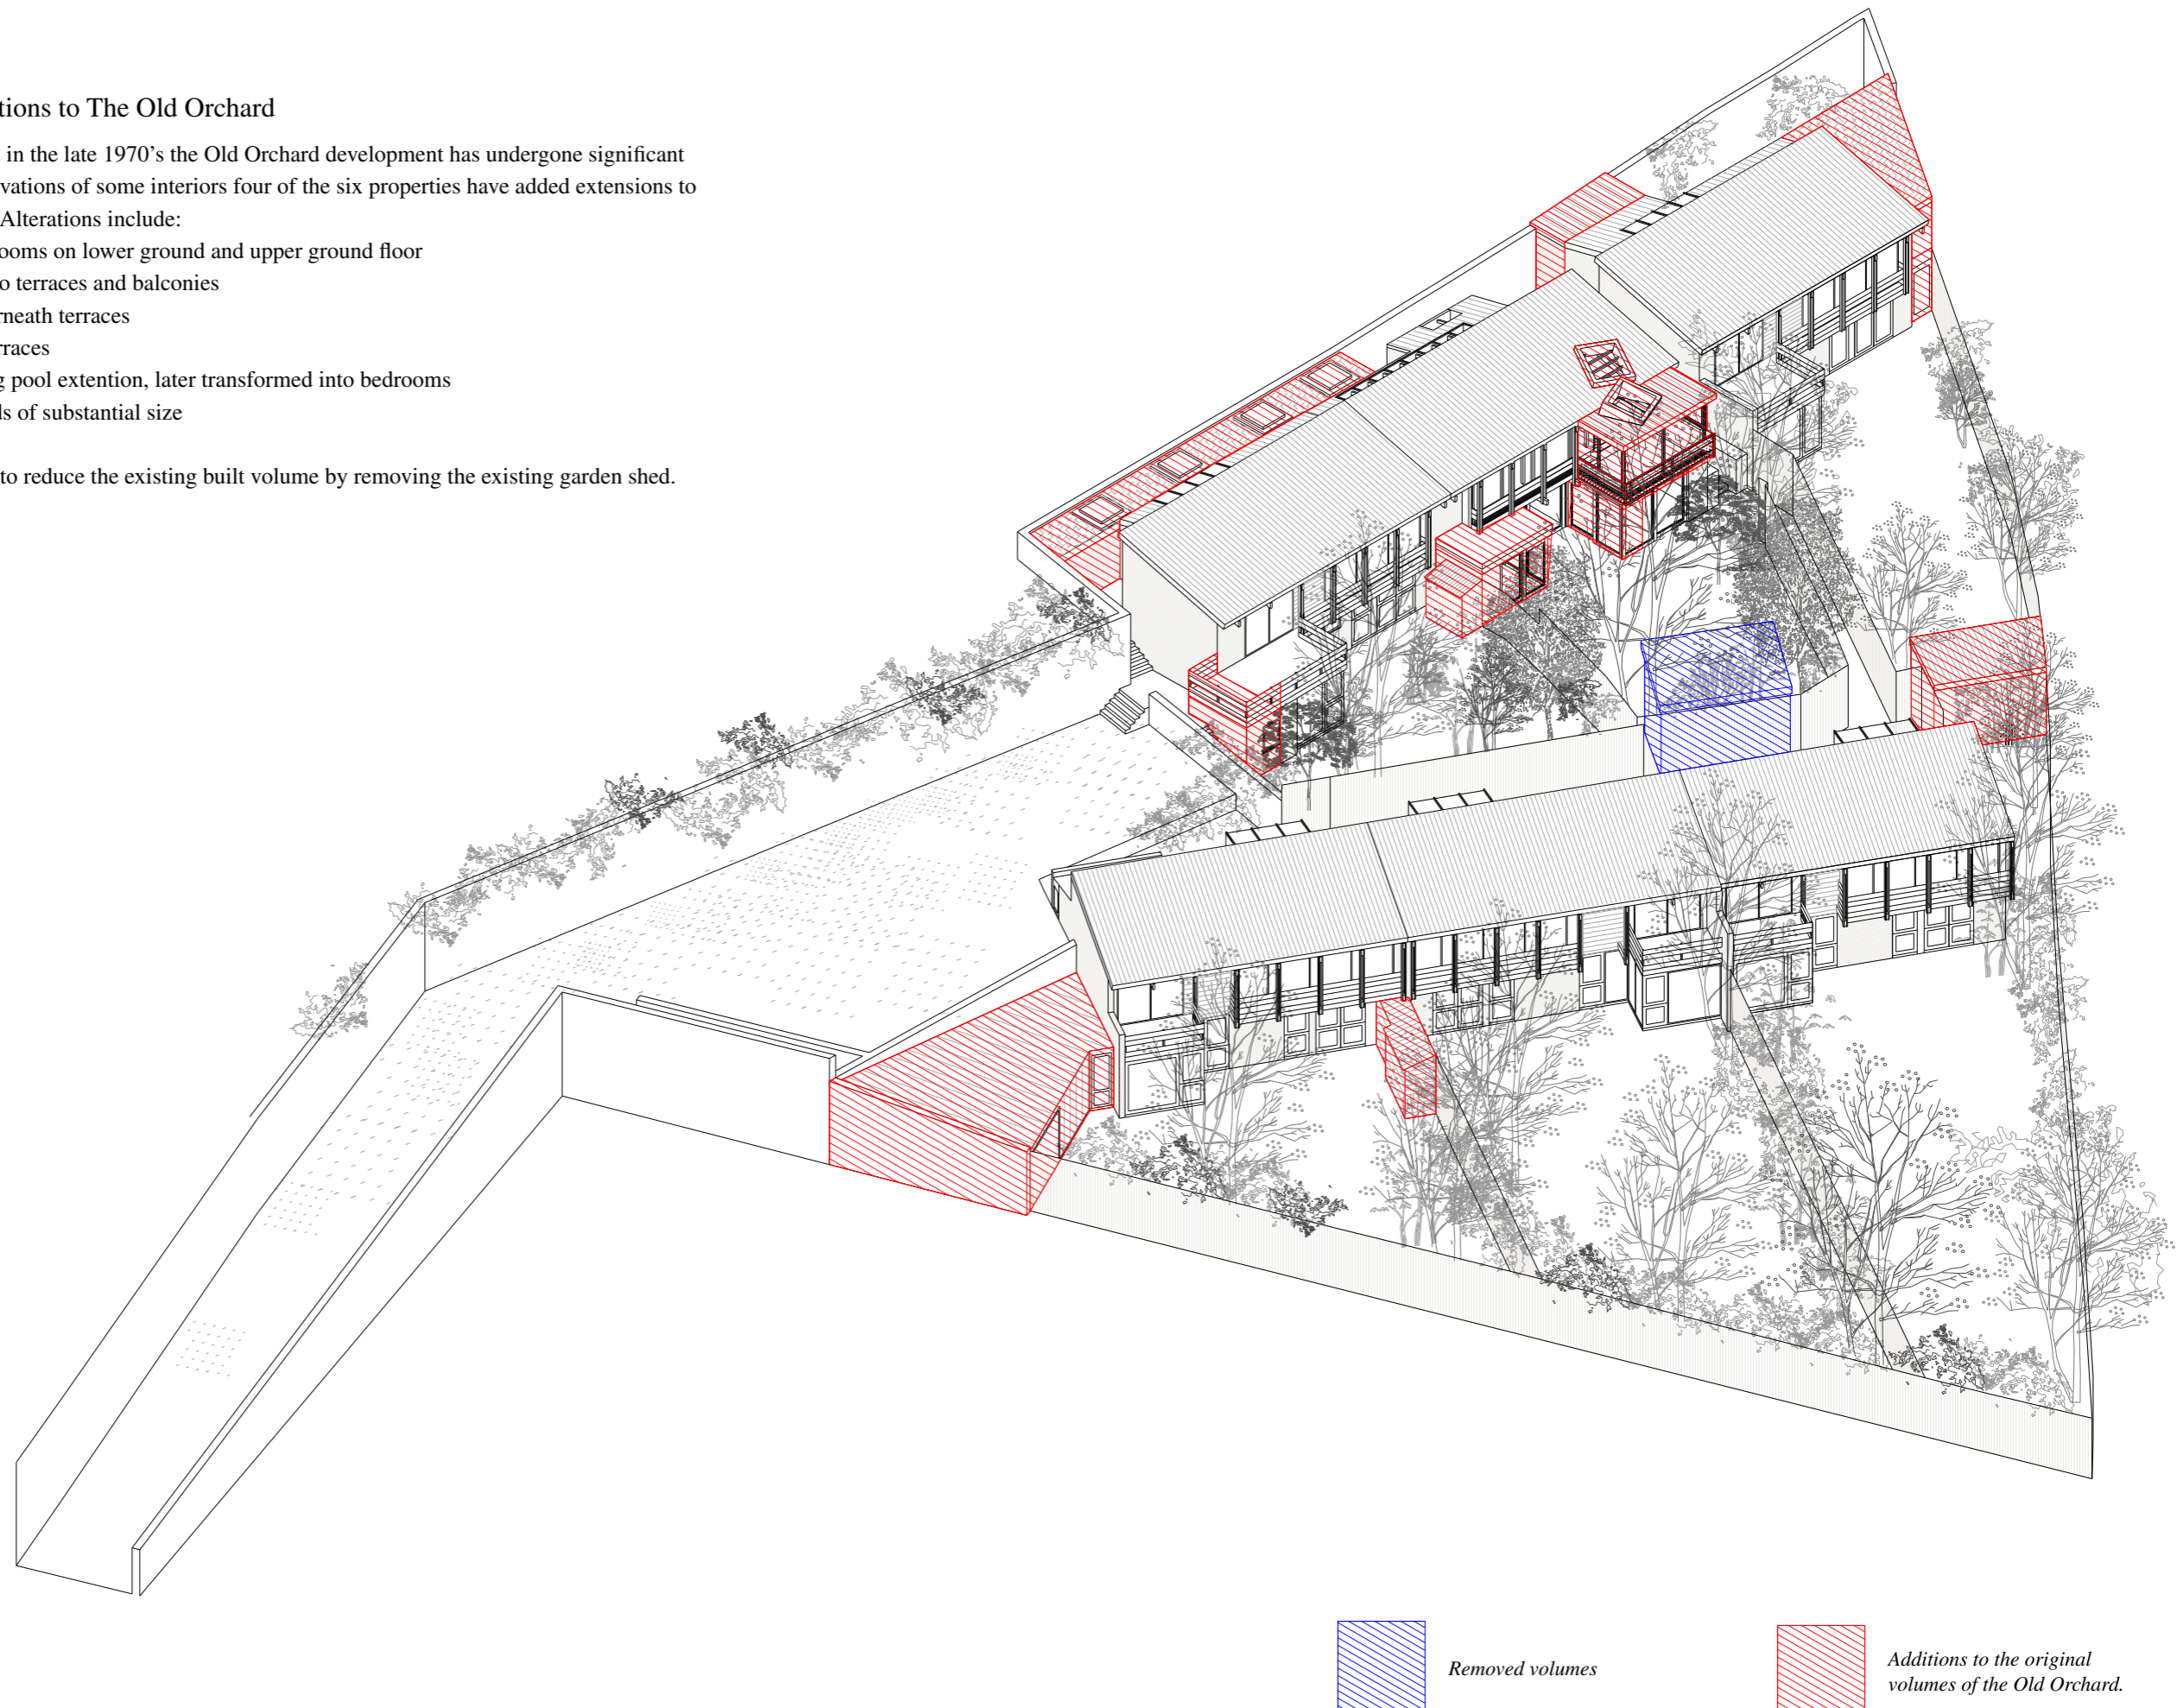 tions to The Old Orchard
in the late 1970's the Old Orchard development has undergone significant
vations of some interiors four of the six properties have added extensions to
Alterations include:
ooms on lower ground and upper ground floor
o terraces and balconies
rneath terraces
rraces
g pool extention, later transformed into bedrooms
ls of substantial size
to reduce the existing built volume by removing the existing garden shed.
Removed volumes
Additions to the original
volumes of the Old Orchard.